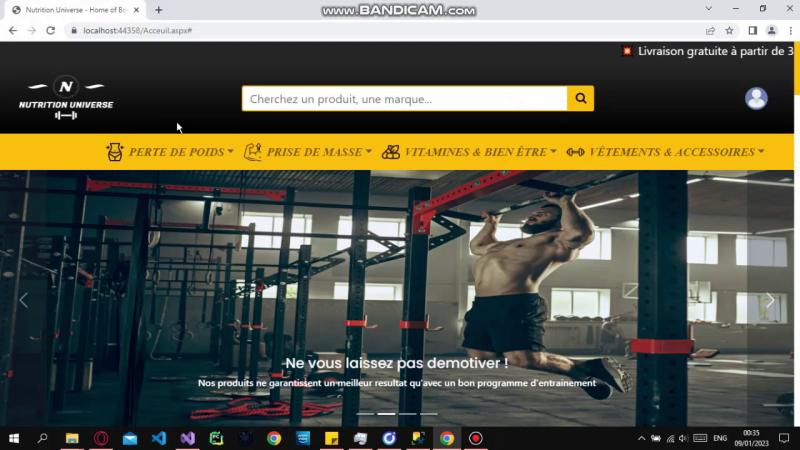 Nutrition Universe - Home of Bo
www.BANDICAM.com
localhost:44358/Acceuil.aspx#
Livraison gratuite à partir de 3
N
NUTRITION UNIVERSE
Cherchez un produit, une marque...
PERTE DE POIDS
PRISE DE MASSE
VITAMINES & BIEN ÊTRE
VÊTEMENTS & ACCESSOIRES
Ne vous laissez pas demotiver !
Nos produits ne garantissent un meilleur resultat qu'avec un bon programme d'entrainement
ENG
00:35
09/01/2023